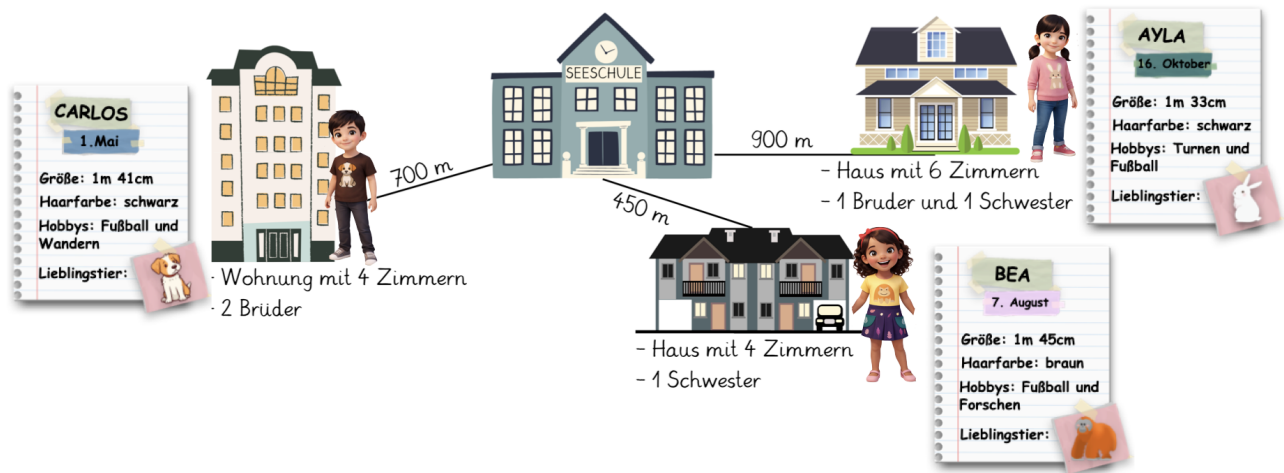 CARLOS
1.Mai
Größe: 1m 41cm
Haarfarbe: schwarz
Hobbys: Fußball und
Wandern
Lieblingstier:
700 m
- Wohnung mit 4 Zimmern
- 2 Brüder
SEESCHULE
900 m
450 m
- Haus mit 6 Zimmern
- 1 Bruder und 1 Schwester
AYLA
16. Oktober
Größe: 1m 33cm
Haarfarbe: schwarz
Hobbys: Turnen und
Fußball
Lieblingstier:
- Haus mit 4 Zimmern
- 1 Schwester
BEA
7. August
Größe: 1m 45cm
Haarfarbe: braun
Hobbys: Fußball und
Forschen
Lieblingstier: